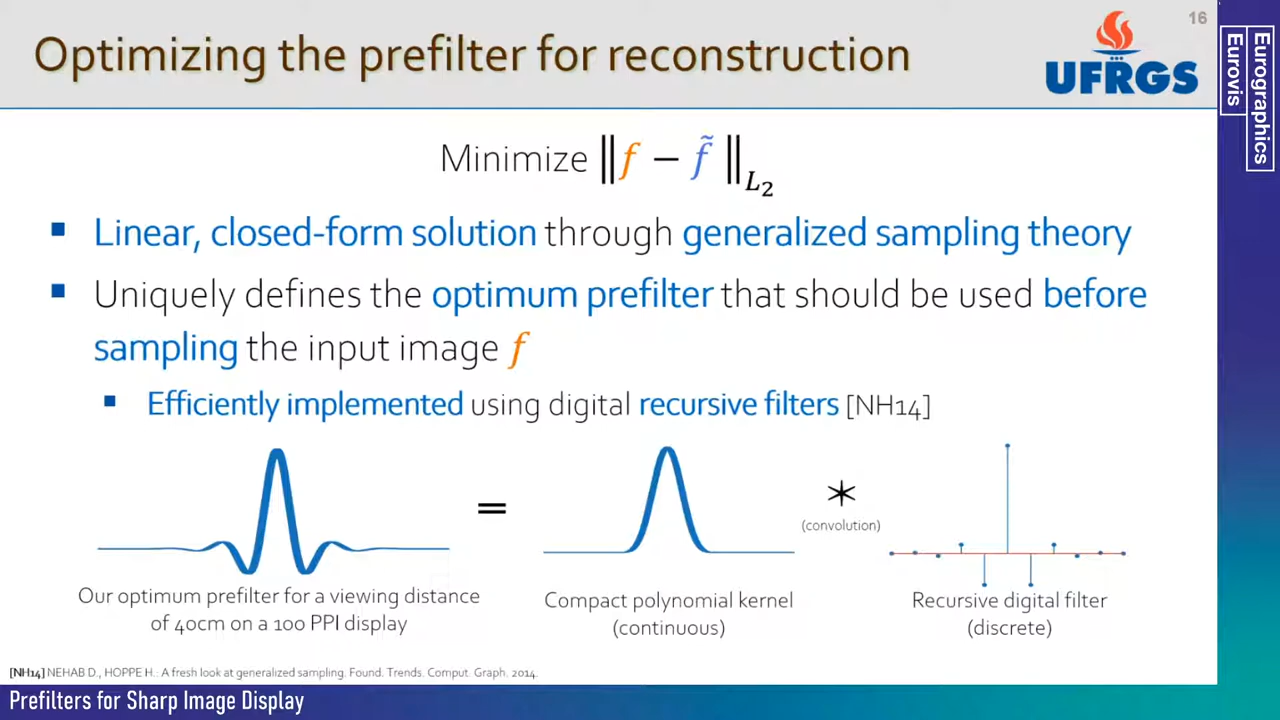 16
Optimizing the prefilter for reconstruction
UFRGS
Eurographics
Eurovis
Minimize ‖f − f̃‖L₂
▪ Linear, closed-form solution through generalized sampling theory
▪ Uniquely defines the optimum prefilter that should be used before
sampling the input image f
▪ Efficiently implemented using digital recursive filters [NH14]
=
*
(convolution)
Our optimum prefilter for a viewing distance
of 40cm on a 100 PPI display
Compact polynomial kernel
(continuous)
Recursive digital filter
(discrete)
[NH14] NEHAB D., HOPPE H.: A fresh look at generalized sampling. Found. Trends. Comput. Graph. 2014.
Prefilters for Sharp Image Display